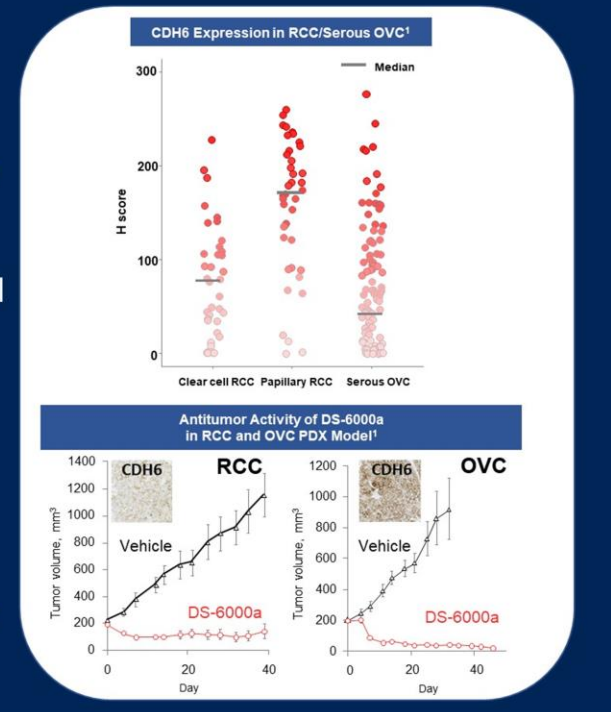 CDH6 Expression in RCC/Serous OVC¹
Median
300
200
100
0
H score
Clear cell RCC Papillary RCC Serous OVC
Antitumor Activity of DS-6000a
in RCC and OVC PDX Model¹
RCC
CDH6
Vehicle
DS-6000a
1400
1200
1000
800
600
400
200
0
Tumor volume, mm³
0 20 40
Day
OVC
CDH6
Vehicle
DS-6000a
1200
1000
800
600
400
200
0
Tumor volume, mm³
0 20 40
Day